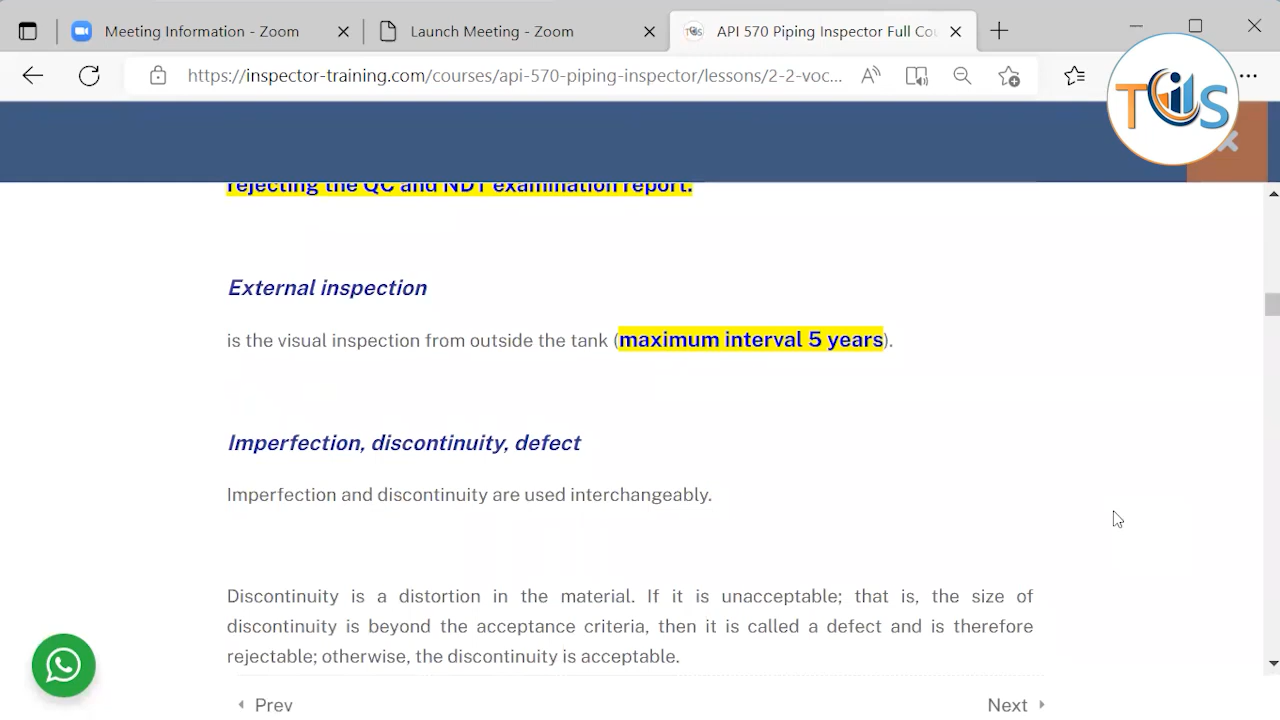 Meeting Information - Zoom
Launch Meeting - Zoom
API 570 Piping Inspector Full Cou
https://inspector-training.com/courses/api-570-piping-inspector/lessons/2-2-voc...
TIIS
rejecting the QC and NDT examination report.
External inspection
is the visual inspection from outside the tank (maximum interval 5 years).
Imperfection, discontinuity, defect
Imperfection and discontinuity are used interchangeably.
Discontinuity is a distortion in the material. If it is unacceptable; that is, the size of
discontinuity is beyond the acceptance criteria, then it is called a defect and is therefore
rejectable; otherwise, the discontinuity is acceptable.
Prev
Next